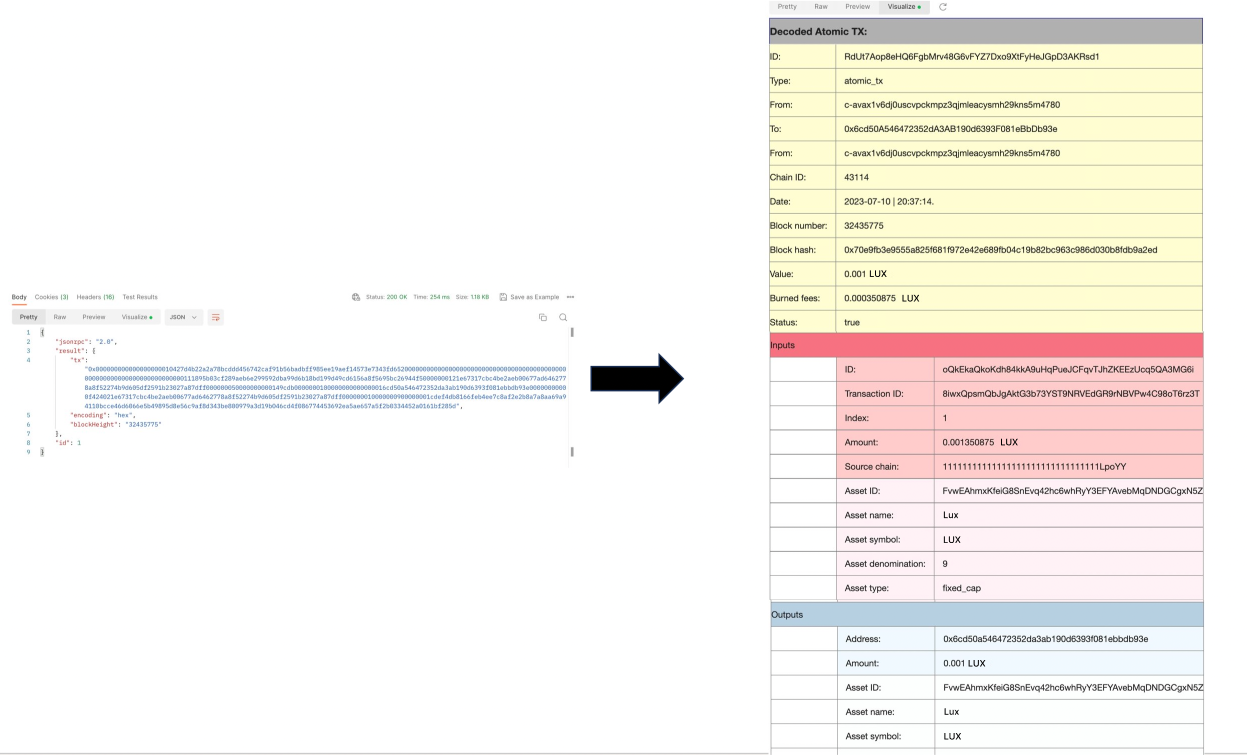 Body Cookies (3) Headers (16) Test Results
Status: 200 OK Time: 254 ms Size: 1.18 KB Save as Example
Pretty Raw Preview Visualize JSON
1 {
2 "jsonrpc": "2.0",
3 "result": {
4 "tx":
5 "encoding": "hex",
6 "blockHeight": "32435775"
7 },
8 "id": 1
9 }
Pretty Raw Preview Visualize
Decoded Atomic TX:
ID: RdUt7Aop8eHQ6FgbMrv48G6vFYZ7Dxo9XtFyHeJGpD3AKRsd1
Type: atomic_tx
From: c-avax1v6dj0uscvpckmpz3qjmleacysmh29kns5m4780
To: 0x6cd50A546472352dA3AB190d6393F081eBbDb93e
From: c-avax1v6dj0uscvpckmpz3qjmleacysmh29kns5m4780
Chain ID: 43114
Date: 2023-07-10 | 20:37:14.
Block number: 32435775
Block hash: 0x70e9fb3e9555a825f681f972e42e689fb04c19b82bc963c986d030b8fdb9a2ed
Value: 0.001 LUX
Burned fees: 0.000350875 LUX
Status: true
Inputs
ID: oQkEkaQkoKdh84kkA9uHqPueJCFqvTJhZKEEzUcq5QA3MG6i
Transaction ID: 8iwxQpsmQbJgAktG3b73YST9NRVEdGR9rNBVPw4C98oT6rz3T
Index: 1
Amount: 0.001350875 LUX
Source chain: 11111111111111111111111111111111LpoYY
Asset ID: FvwEAhmxKfeiG8SnEvq42hc6whRyY3EFYAvebMqDNDGCgxN5Z
Asset name: Lux
Asset symbol: LUX
Asset denomination: 9
Asset type: fixed_cap
Outputs
Address: 0x6cd50a546472352da3ab190d6393f081ebbdb93e
Amount: 0.001 LUX
Asset ID: FvwEAhmxKfeiG8SnEvq42hc6whRyY3EFYAvebMqDNDGCgxN5Z
Asset name: Lux
Asset symbol: LUX